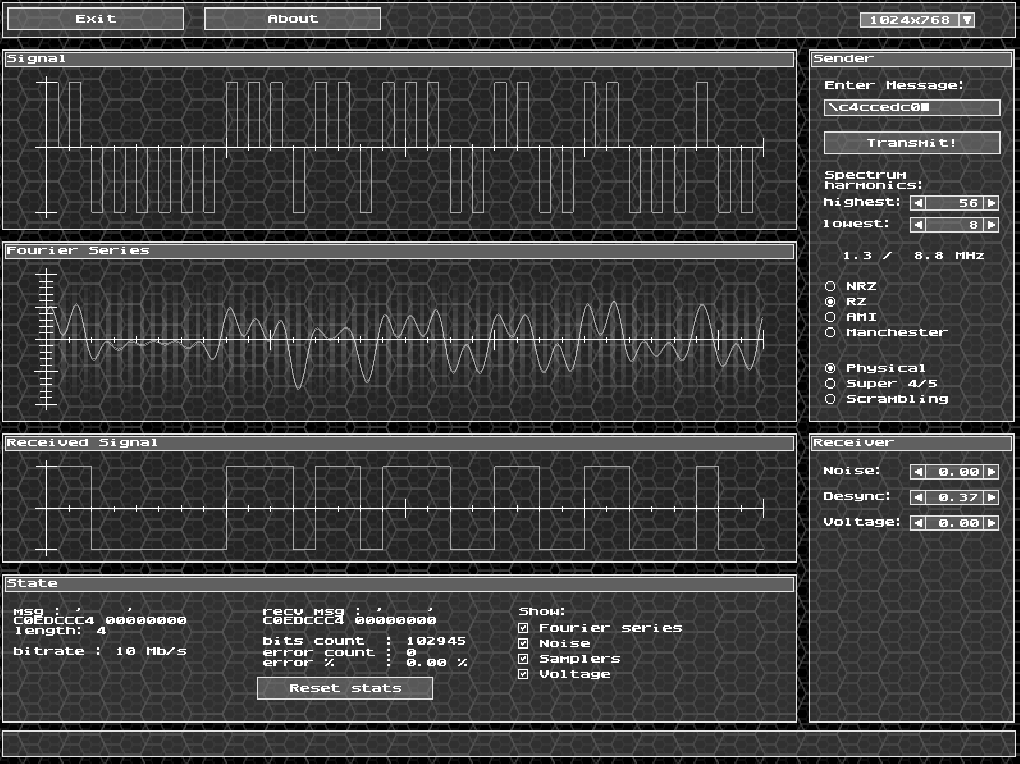 Exit About 1024x768
Signal
Sender
Enter Message:
\c4ccedc0
Transmit!
Spectrum
harmonics:
highest: 56
lowest: 8
1.3 / 8.8 MHz
NRZ
RZ
AMI
Manchester
Physical
Super 4/5
Scrambling
Fourier Series
Received Signal
Receiver
Noise: 0.00
Desync: 0.37
Voltage: 0.00
State
msg : ' '
C0EDCCC4 00000000
length: 4
bitrate : 10 Mb/s
recv msg : ' '
C0EDCCC4 00000000
bits count : 102945
error count : 0
error % : 0.00 %
Reset stats
Show:
Fourier series
Noise
Samplers
Voltage